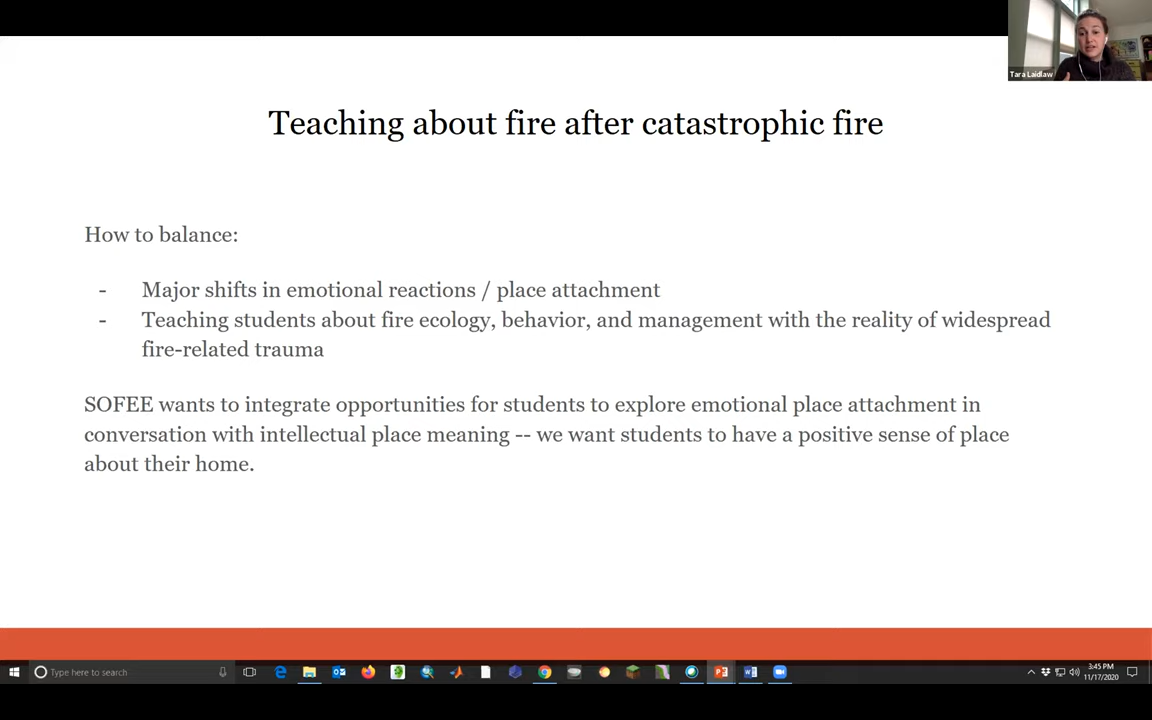 Tara Laidlaw
Teaching about fire after catastrophic fire
How to balance:
- Major shifts in emotional reactions / place attachment
- Teaching students about fire ecology, behavior, and management with the reality of widespread
fire-related trauma
SOFEE wants to integrate opportunities for students to explore emotional place attachment in
conversation with intellectual place meaning -- we want students to have a positive sense of place
about their home.
Type here to search
3:45 PM
11/17/2020